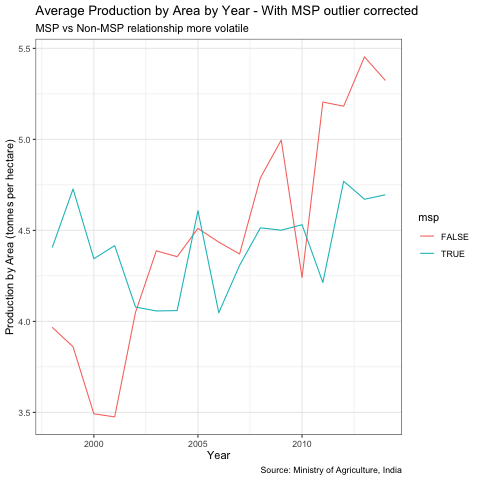 Average Production by Area by Year - With MSP outlier corrected
MSP vs Non-MSP relationship more volatile
5.5
5.0
4.5
4.0
3.5
Production by Area (tonnes per hectare)
2000
2005
2010
Year
msp
FALSE
TRUE
Source: Ministry of Agriculture, India